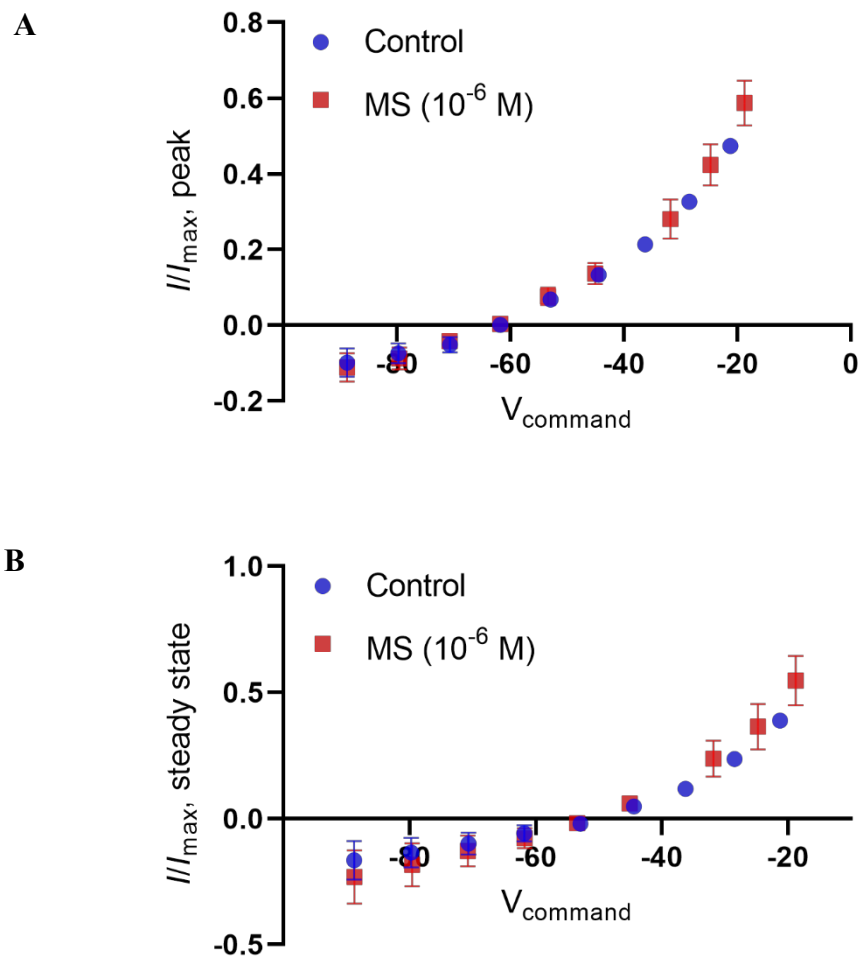 A
0.8
Control
MS (10⁻⁶ M)
0.6
0.4
0.2
0.0
-0.2
I/Imax, peak
-80
-60
-40
-20
0
Vcommand
B
1.0
Control
MS (10⁻⁶ M)
0.5
0.0
-0.5
I/Imax, steady state
-80
-60
-40
-20
Vcommand